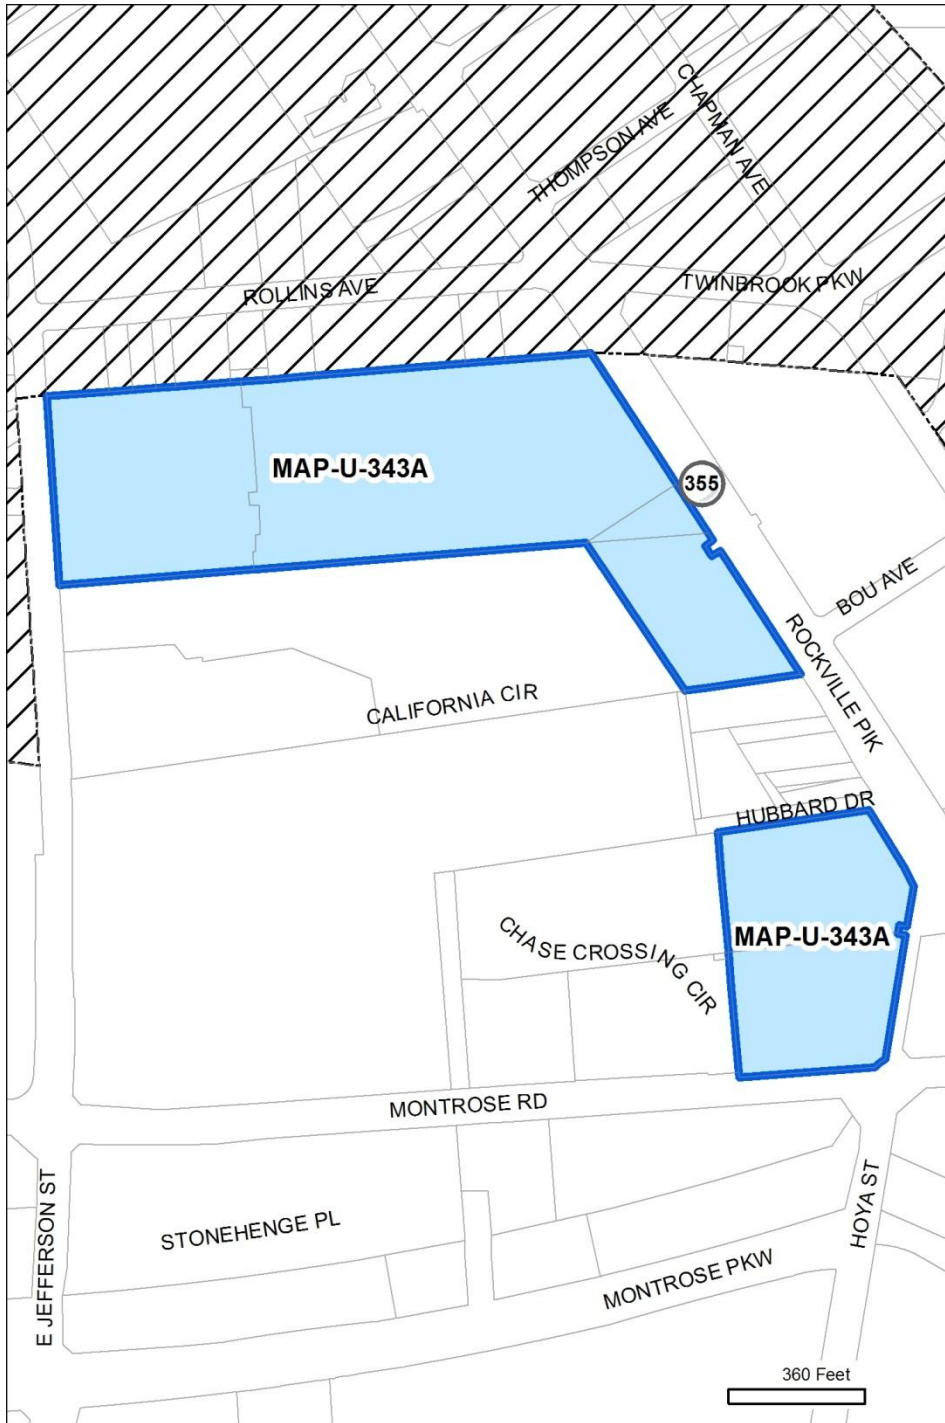 CHAPMAN AVE
THOMPSON AVE
ROLLINS AVE
TWINBROOK PKW
MAP-U-343A
355
BOU AVE
ROCKVILLE PIK
CALIFORNIA CIR
HUBBARD DR
MAP-U-343A
CHASE CROSSING CIR
MONTROSE RD
E JEFFERSON ST
STONEHENGE PL
HOYA ST
MONTROSE PKW
360 Feet